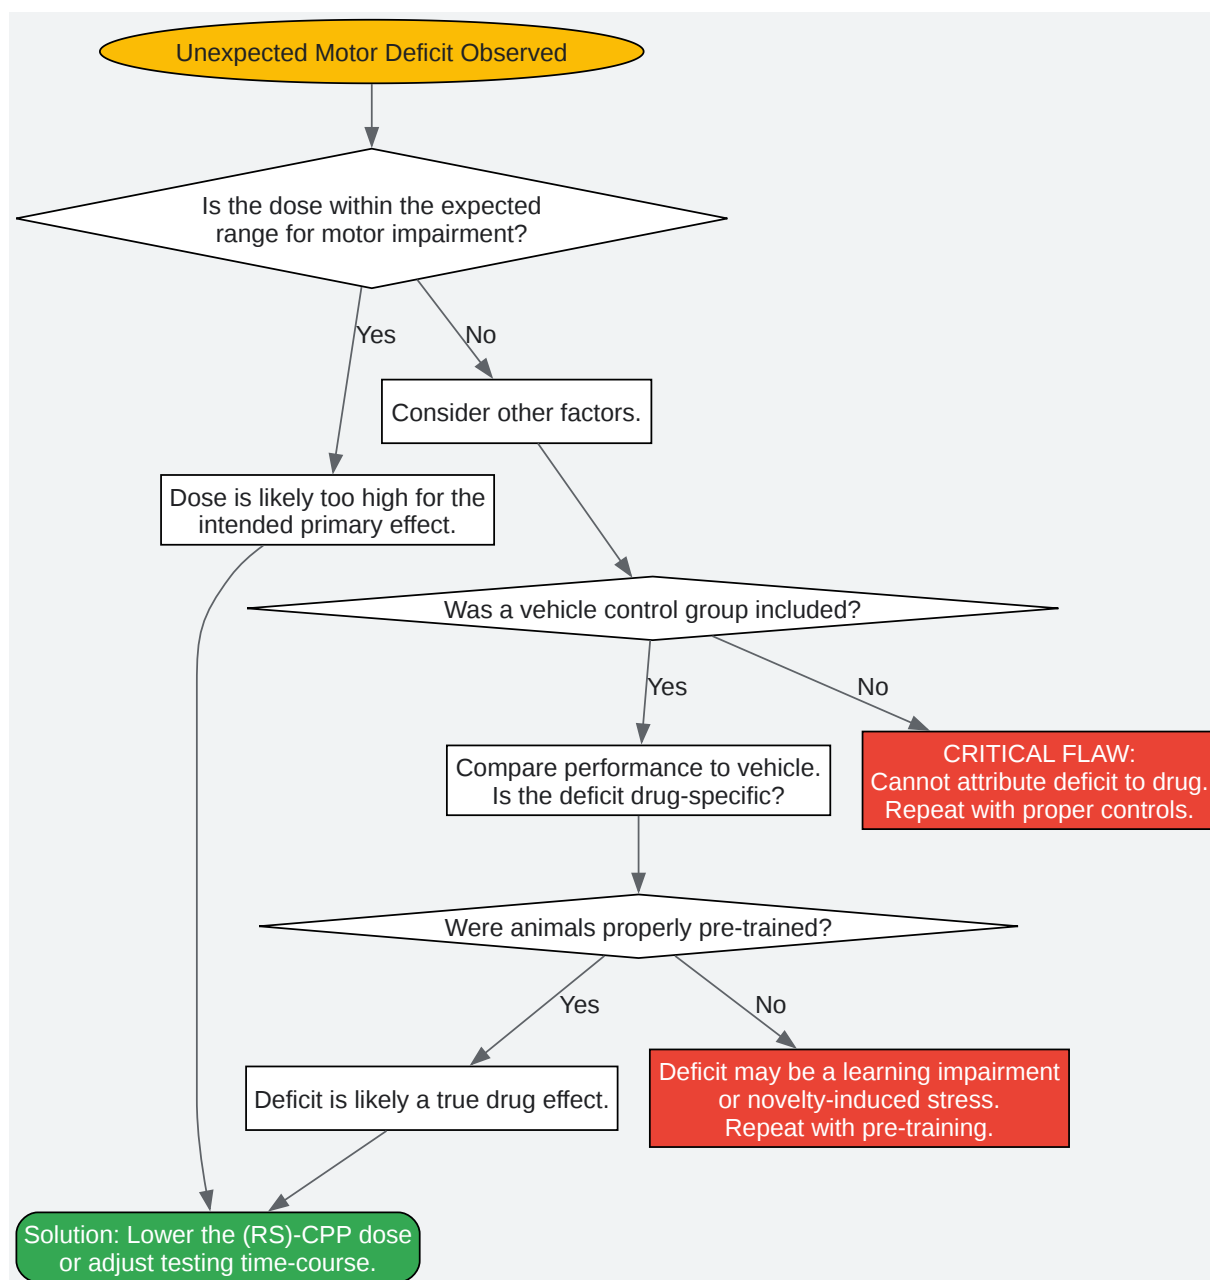 Unexpected Motor Deficit Observed
Is the dose within the expected
range for motor impairment?
Yes
No
Consider other factors.
Dose is likely too high for the
intended primary effect.
Was a vehicle control group included?
Yes
No
CRITICAL FLAW:
Cannot attribute deficit to drug.
Repeat with proper controls.
Compare performance to vehicle.
Is the deficit drug-specific?
Were animals properly pre-trained?
Yes
No
Deficit is likely a true drug effect.
Deficit may be a learning impairment
or novelty-induced stress.
Repeat with pre-training.
Solution: Lower the (RS)-CPP dose
or adjust testing time-course.